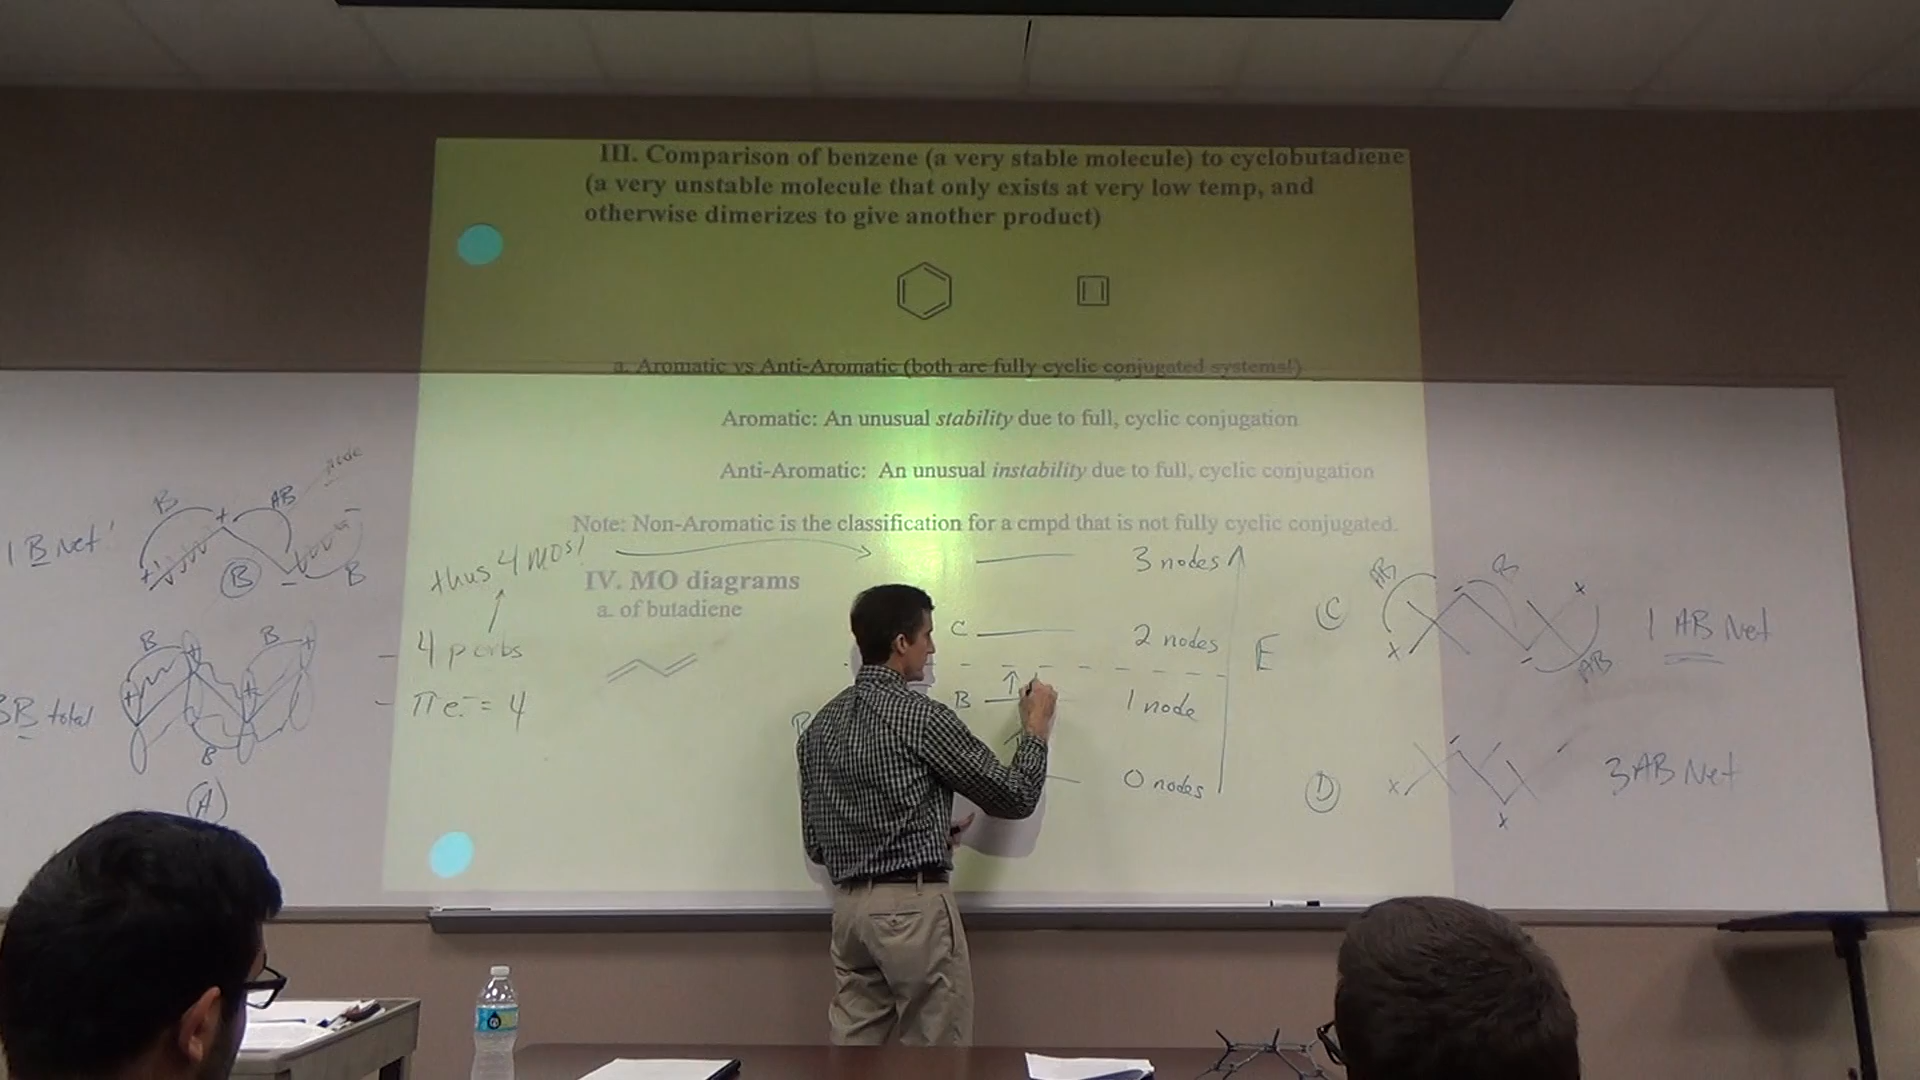 III. Comparison of benzene (a very stable molecule) to cyclobutadiene
(a very unstable molecule that only exists at very low temp, and
otherwise dimerizes to give another product)
a. Aromatic vs Anti-Aromatic (both are fully cyclic conjugated systems!)
Aromatic: An unusual stability due to full, cyclic conjugation
Anti-Aromatic: An unusual instability due to full, cyclic conjugation
Note: Non-Aromatic is the classification for a cmpd that is not fully cyclic conjugated.
IV. MO diagrams
a. of butadiene
node
B AB
+ -
1 B Net
+ B - B
B B
3B total
B
A
thus 4 MOs!
- 4 p orbs
- π e⁻ = 4
3 nodes
C 2 nodes
E
B 1 node
0 nodes
C AB B
1 AB Net
AB
D
3 AB Net